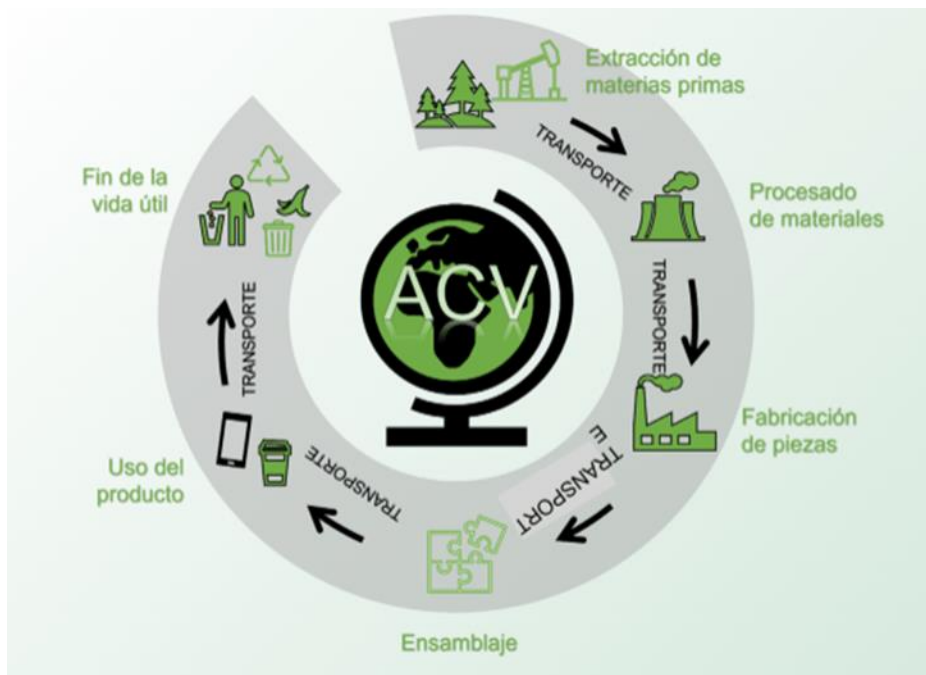 Extracción de
materias primas
TRANSPORTE
Procesado
de materiales
TRANSPORTE
Fabricación
de piezas
TRANSPORT
E
Ensamblaje
TRANSPORTE
Uso del
producto
TRANSPORTE
Fin de la
vida útil
ACV